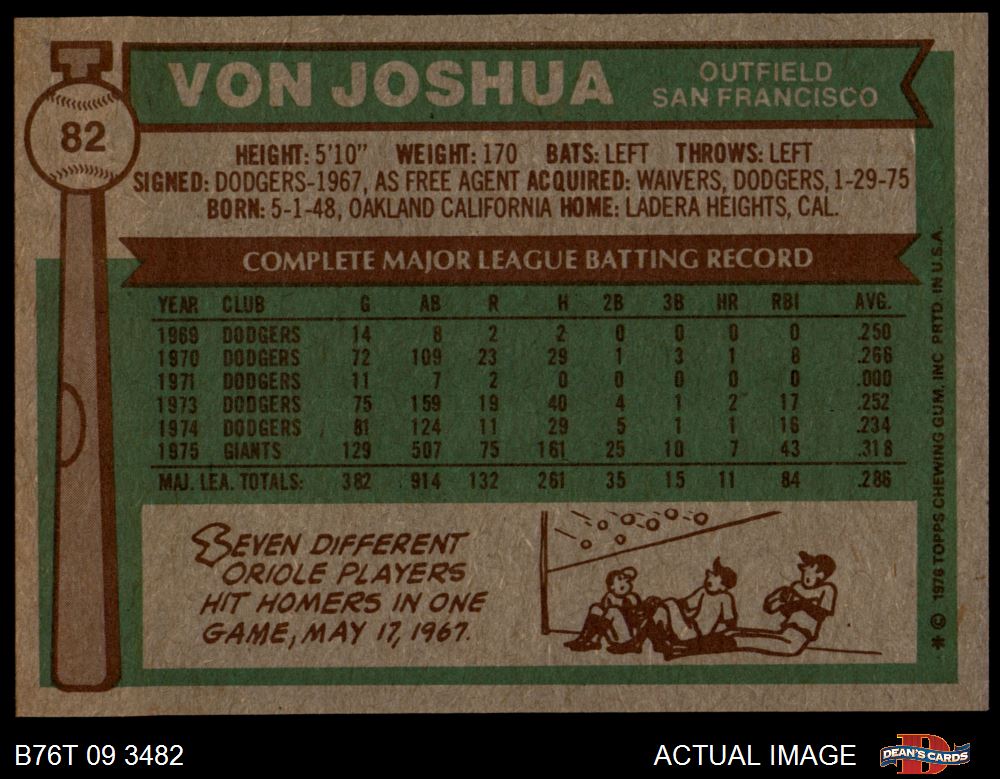 82
VON JOSHUA
OUTFIELD
SAN FRANCISCO
HEIGHT: 5'10" WEIGHT: 170 BATS: LEFT THROWS: LEFT
SIGNED: DODGERS-1967, AS FREE AGENT ACQUIRED: WAIVERS, DODGERS, 1-29-75
BORN: 5-1-48, OAKLAND CALIFORNIA HOME: LADERA HEIGHTS, CAL.
COMPLETE MAJOR LEAGUE BATTING RECORD
YEAR CLUB G AB R H 2B 3B HR RBI AVG.
1969 DODGERS 14 8 2 2 0 0 0 0 .250
1970 DODGERS 72 109 23 29 1 3 1 8 .266
1971 DODGERS 11 7 2 0 0 0 0 0 .000
1973 DODGERS 75 159 19 40 4 1 2 17 .252
1974 DODGERS 81 124 11 29 5 1 1 16 .234
1975 GIANTS 129 507 75 161 25 10 7 43 .318
MAJ. LEA. TOTALS: 382 914 132 261 35 15 11 84 .286
SEVEN DIFFERENT
ORIOLE PLAYERS
HIT HOMERS IN ONE
GAME, MAY 17, 1967.
* © 1976 TOPPS CHEWING GUM, INC PRTD. IN U.S.A.
B76T 09 3482
ACTUAL IMAGE
DEAN'S CARDS